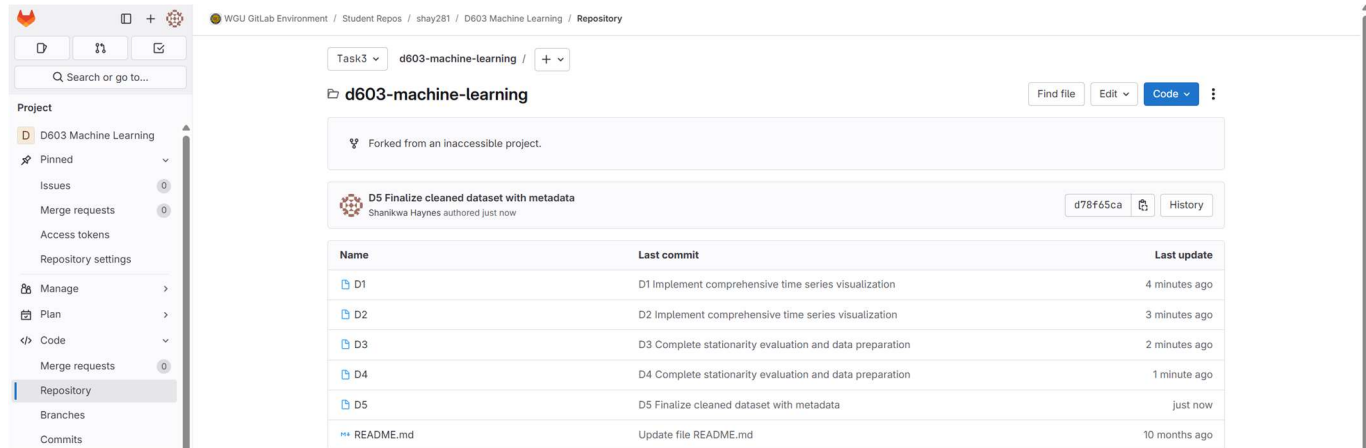 WGU GitLab Environment / Student Repos / shay281 / D603 Machine Learning / Repository
Search or go to...
Project
D D603 Machine Learning
Pinned
Issues 0
Merge requests 0
Access tokens
Repository settings
Manage
Plan
Code
Merge requests 0
Repository
Branches
Commits
Task3 d603-machine-learning /
d603-machine-learning
Find file Edit Code
Forked from an inaccessible project.
D5 Finalize cleaned dataset with metadata
Shanikwa Haynes authored just now
d78f65ca History
Name Last commit Last update
D1 D1 Implement comprehensive time series visualization 4 minutes ago
D2 D2 Implement comprehensive time series visualization 3 minutes ago
D3 D3 Complete stationarity evaluation and data preparation 2 minutes ago
D4 D4 Complete stationarity evaluation and data preparation 1 minute ago
D5 D5 Finalize cleaned dataset with metadata just now
README.md Update file README.md 10 months ago